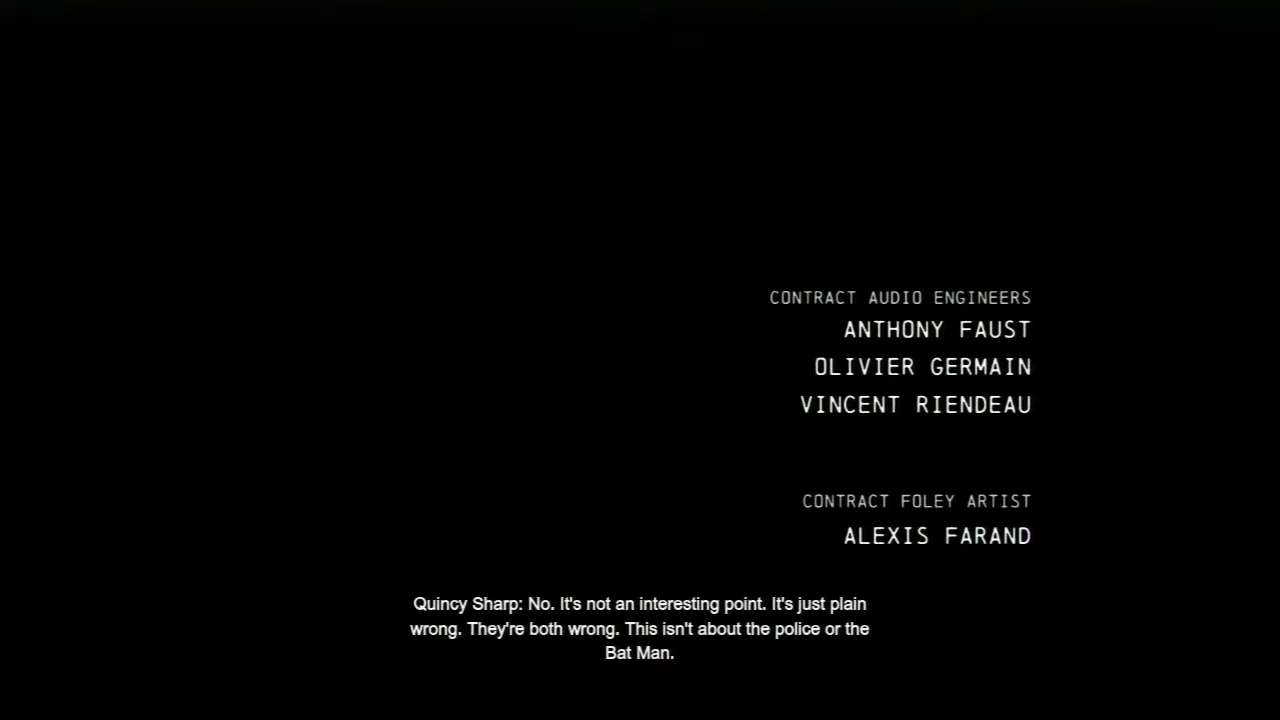 CONTRACT AUDIO ENGINEERS
ANTHONY FAUST
OLIVIER GERMAIN
VINCENT RIENDEAU
CONTRACT FOLEY ARTIST
ALEXIS FARAND
Quincy Sharp: No. It's not an interesting point. It's just plain
wrong. They're both wrong. This isn't about the police or the
Bat Man.